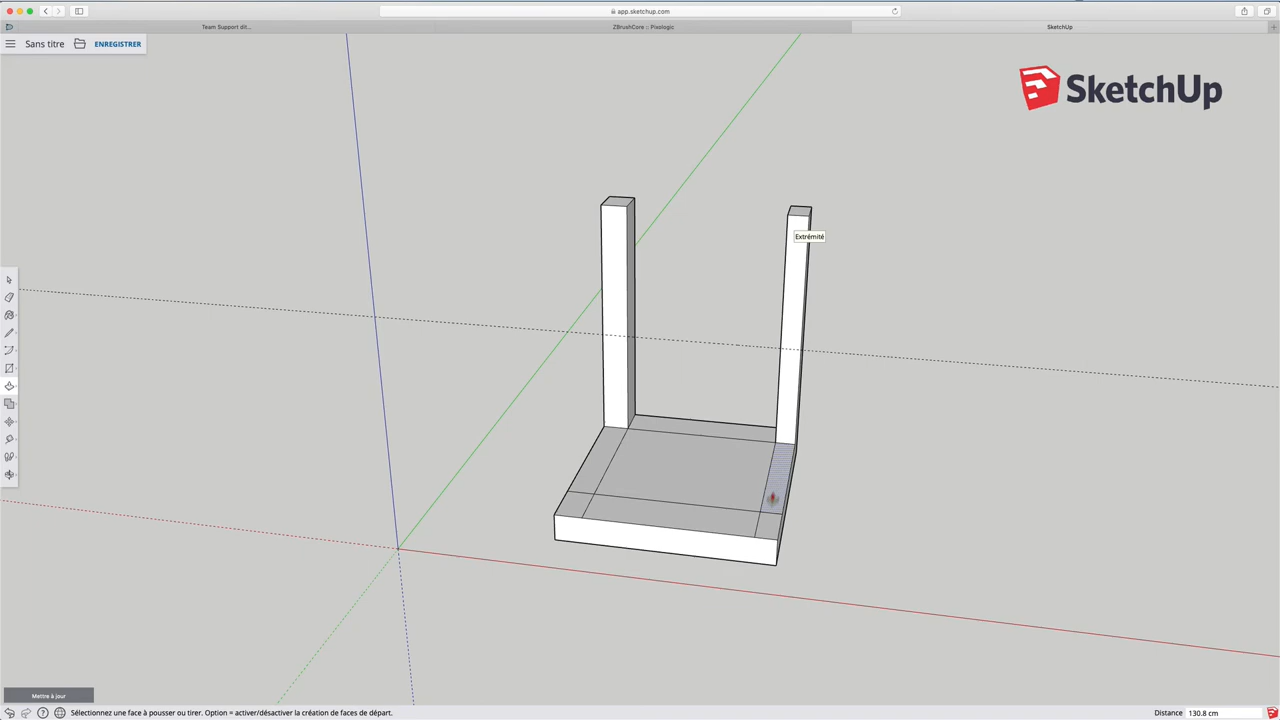 app.sketchup.com
Team Support dit...
ZBrushCore :: Pixologic
SketchUp
Sans titre
ENREGISTRER
SketchUp
Extrémité
Mettre à jour
Sélectionnez une face à pousser ou tirer. Option = activer/désactiver la création de faces de départ.
Distance 130.8 cm